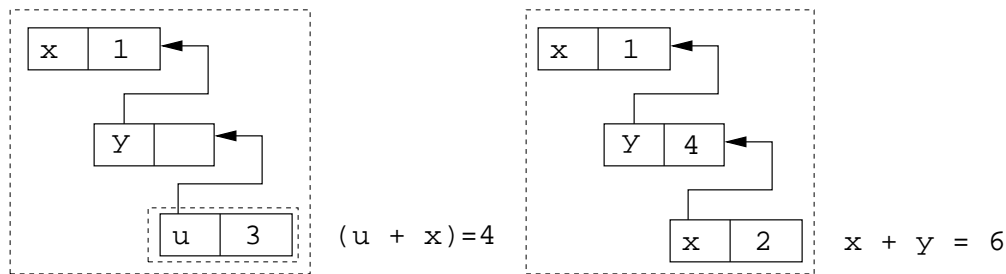 x 1
y
u 3
(u + x)=4
x 1
y 4
x 2
x + y = 6